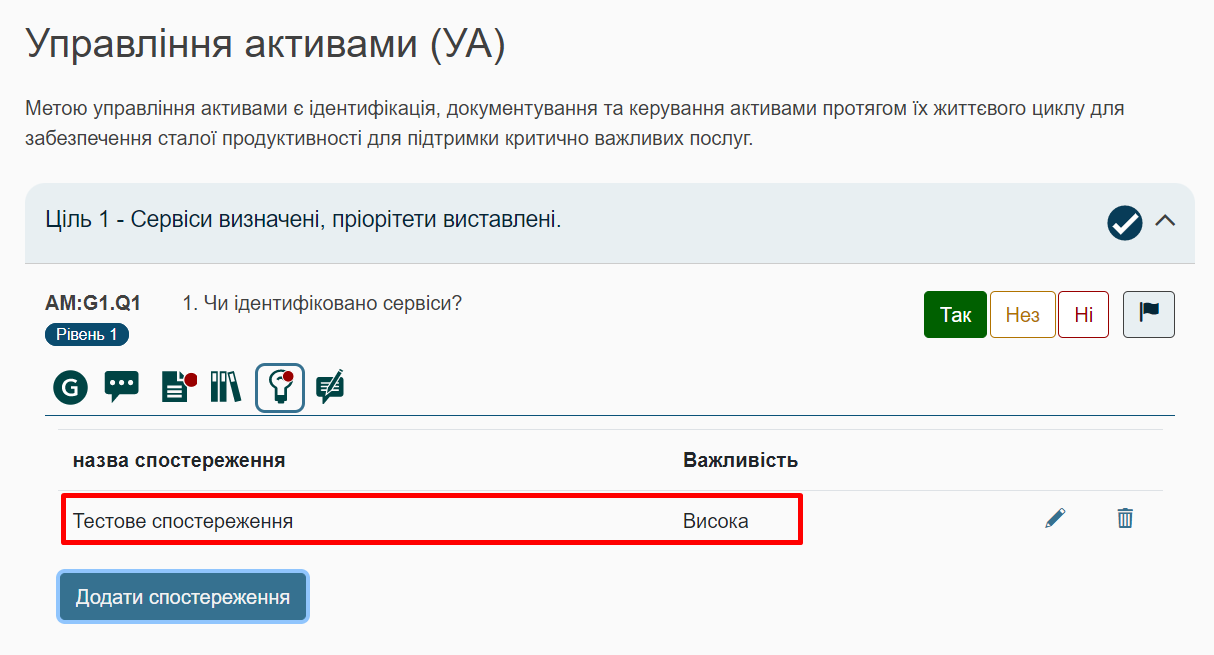 Управління активами (УА)
Метою управління активами є ідентифікація, документування та керування активами протягом їх життєвого циклу для
забезпечення сталої продуктивності для підтримки критично важливих послуг.
Ціль 1 - Сервіси визначені, пріорітети виставлені.
AM:G1.Q1 1. Чи ідентифіковано сервіси? Так Нез Ні
Рівень 1
G
назва спостереження Важливість
Тестове спостереження Висока
Додати спостереження